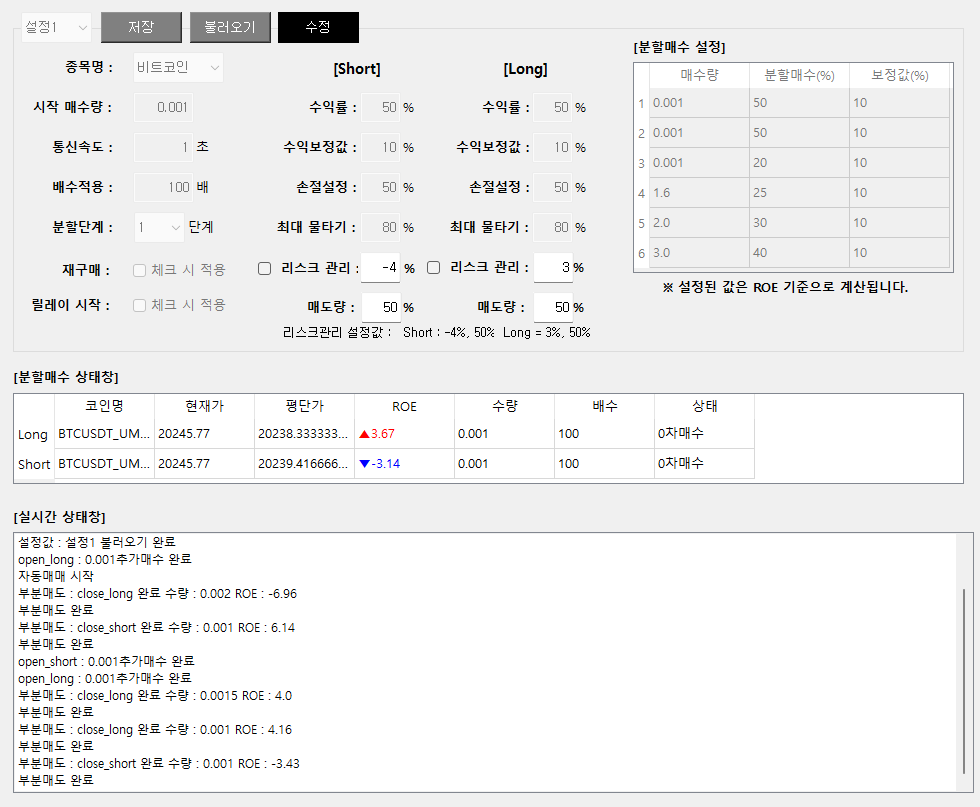 설정1 저장 불러오기 수정
종목명 : 비트코인 [Short] [Long]
시작 매수량 : 0.001 수익률 : 50 % 수익률 : 50 %
통신속도 : 1 초 수익보정값 : 10 % 수익보정값 : 10 %
배수적용 : 100 배 손절설정 : 50 % 손절설정 : 50 %
분할단계 : 1 단계 최대 물타기 : 80 % 최대 물타기 : 80 %
재구매 : 체크 시 적용 리스크 관리 : -4 % 리스크 관리 : 3 %
릴레이 시작 : 체크 시 적용 매도량 : 50 % 매도량 : 50 %
리스크관리 설정값 : Short : -4%, 50% Long = 3%, 50%
[분할매수 설정]
매수량 분할매수(%) 보정값(%)
1 0.001 50 10
2 0.001 50 10
3 0.001 20 10
4 1.6 25 10
5 2.0 30 10
6 3.0 40 10
※ 설정된 값은 ROE 기준으로 계산됩니다.
[분할매수 상태창]
코인명 현재가 평단가 ROE 수량 배수 상태
Long BTCUSDT_UM... 20245.77 20238.333333... ▲3.67 0.001 100 0차매수
Short BTCUSDT_UM... 20245.77 20239.416666... ▼-3.14 0.001 100 0차매수
[실시간 상태창]
설정값 : 설정1 불러오기 완료
open_long : 0.001추가매수 완료
자동매매 시작
부분매도 : close_long 완료 수량 : 0.002 ROE : -6.96
부분매도 완료
부분매도 : close_short 완료 수량 : 0.001 ROE : 6.14
부분매도 완료
open_short : 0.001추가매수 완료
open_long : 0.001추가매수 완료
부분매도 : close_long 완료 수량 : 0.0015 ROE : 4.0
부분매도 완료
부분매도 : close_long 완료 수량 : 0.001 ROE : 4.16
부분매도 완료
부분매도 : close_short 완료 수량 : 0.001 ROE : -3.43
부분매도 완료